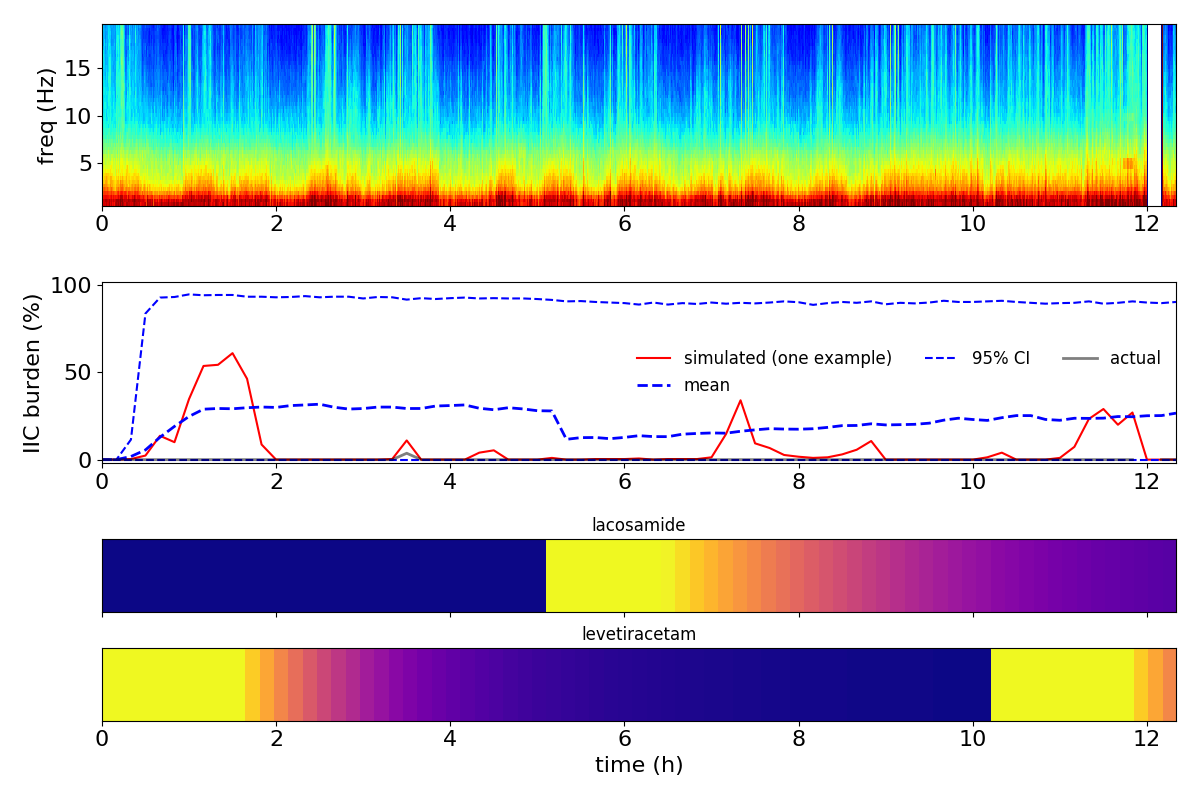 freq (Hz)
15
10
5
0 2 4 6 8 10 12
IIC burden (%)
100
50
0
simulated (one example) 95% CI actual
mean
0 2 4 6 8 10 12
lacosamide
levetiracetam
0 2 4 6 8 10 12
time (h)